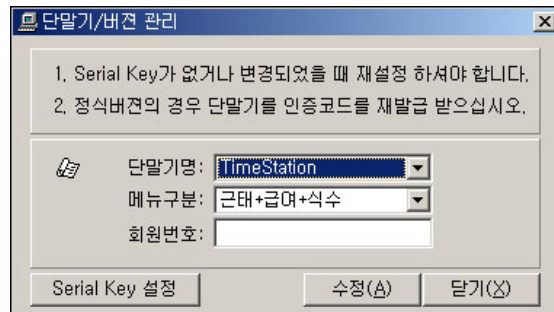 단말기/버젼 관리
1. Serial Key가 없거나 변경되었을 때 재설정 하셔야 합니다.
2. 정식버젼의 경우 단말기를 인증코드를 재발급 받으십시오.
단말기명: TimeStation
메뉴구분: 근태+급여+식수
회원번호:
Serial Key 설정 수정(A) 닫기(X)